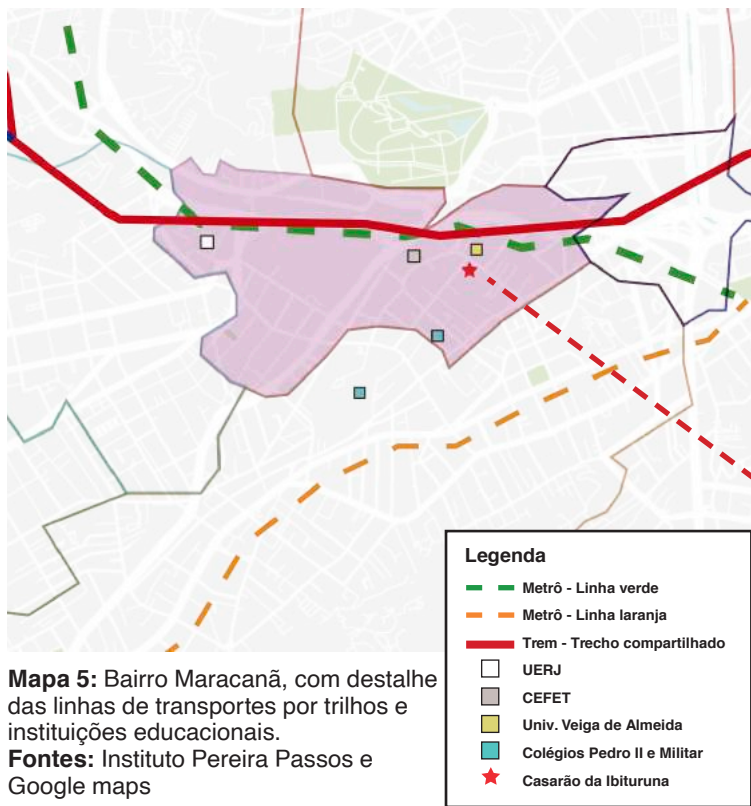 Legenda
Metrô - Linha verde
Metrô - Linha laranja
Trem - Trecho compartilhado
UERJ
CEFET
Univ. Veiga de Almeida
Colégios Pedro II e Militar
Casarão da Ibituruna
Mapa 5: Bairro Maracanã, com destalhe
das linhas de transportes por trilhos e
instituições educacionais.
Fontes: Instituto Pereira Passos e
Google maps